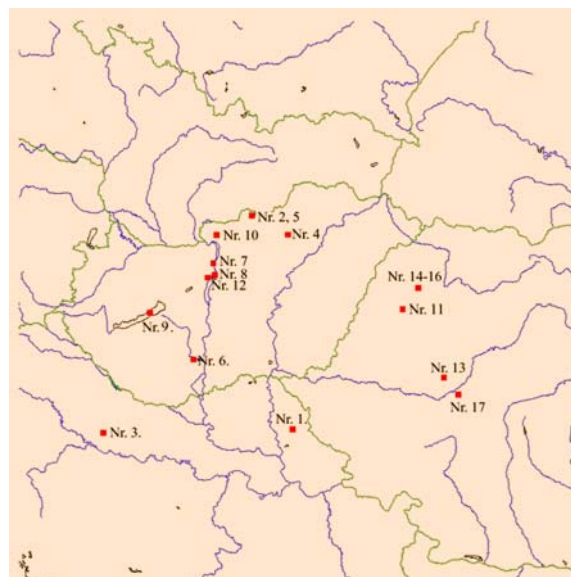 Nr. 2, 5
Nr. 10
Nr. 4
Nr. 7
Nr. 8
Nr. 12
Nr. 14-16
Nr. 11
Nr. 9.
Nr. 6.
Nr. 13
Nr. 17
Nr. 1.
Nr. 3.